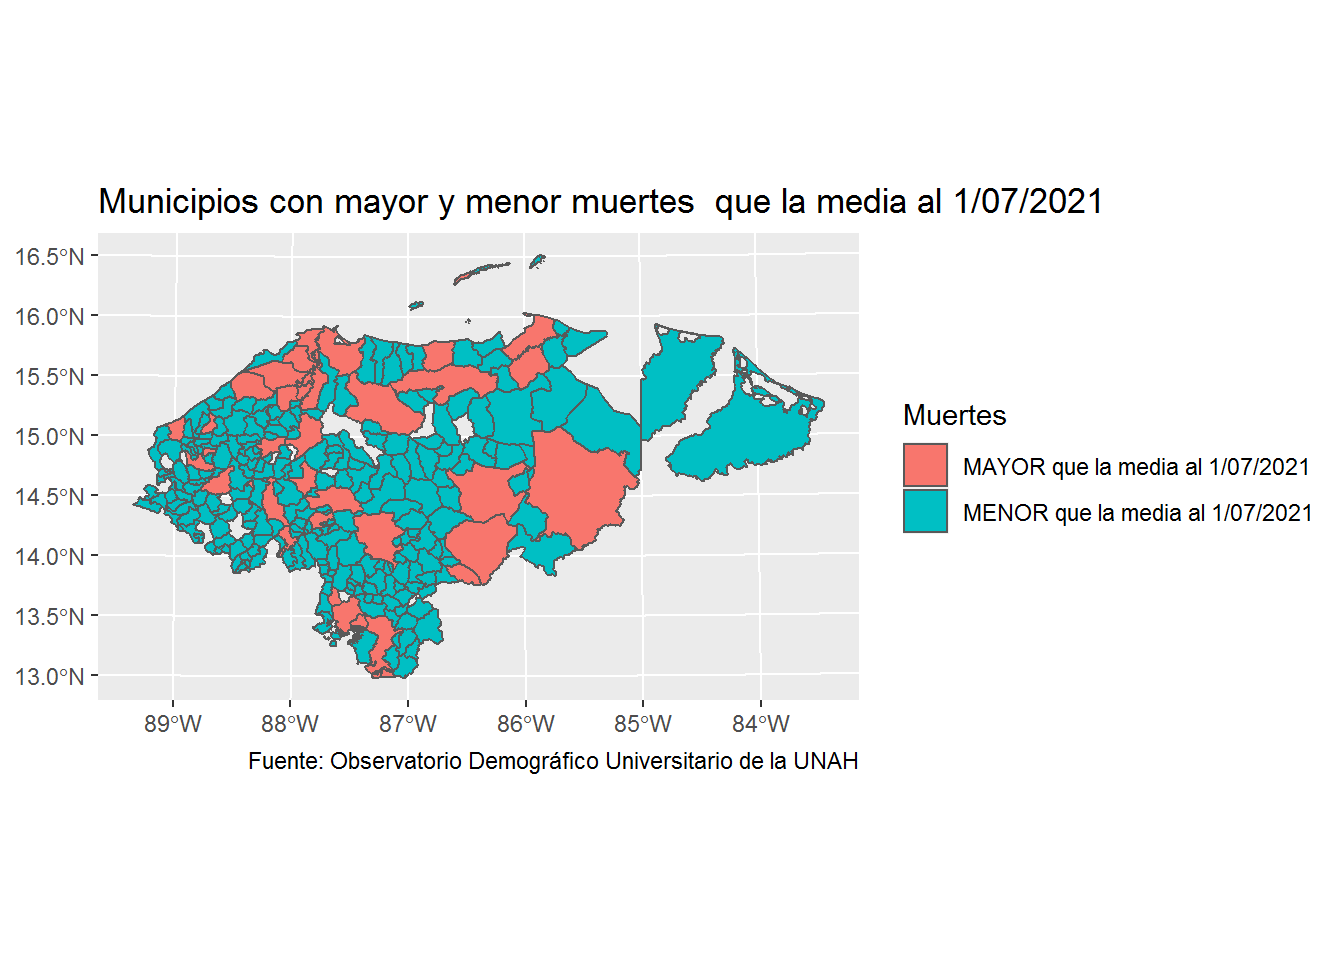 Municipios con mayor y menor muertes  que la media al 1/07/2021
16.5°N
16.0°N
15.5°N
15.0°N
14.5°N
14.0°N
13.5°N
13.0°N
89°W 88°W 87°W 86°W 85°W 84°W
Fuente: Observatorio Demográfico Universitario de la UNAH
Muertes
MAYOR que la media al 1/07/2021
MENOR que la media al 1/07/2021